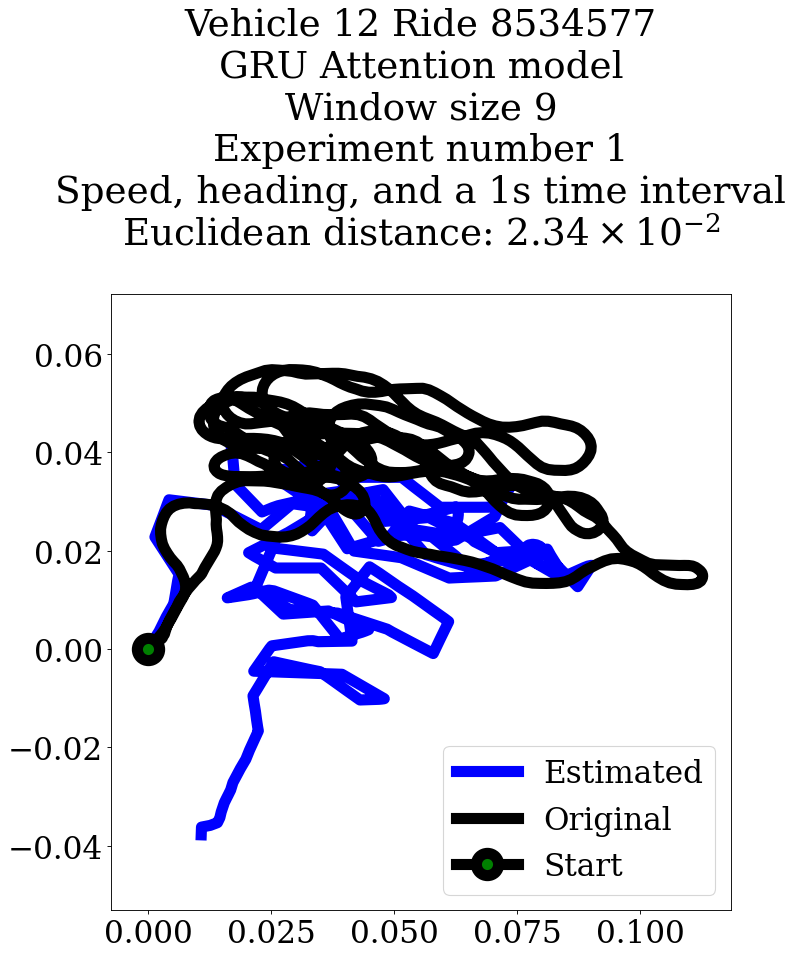 Vehicle 12 Ride 8534577
GRU Attention model
Window size 9
Experiment number 1
Speed, heading, and a 1s time interval
Euclidean distance: 2.34 × 10⁻²
0.06
0.04
0.02
0.00
−0.02
−0.04
Estimated
Original
Start
0.000 0.025 0.050 0.075 0.100